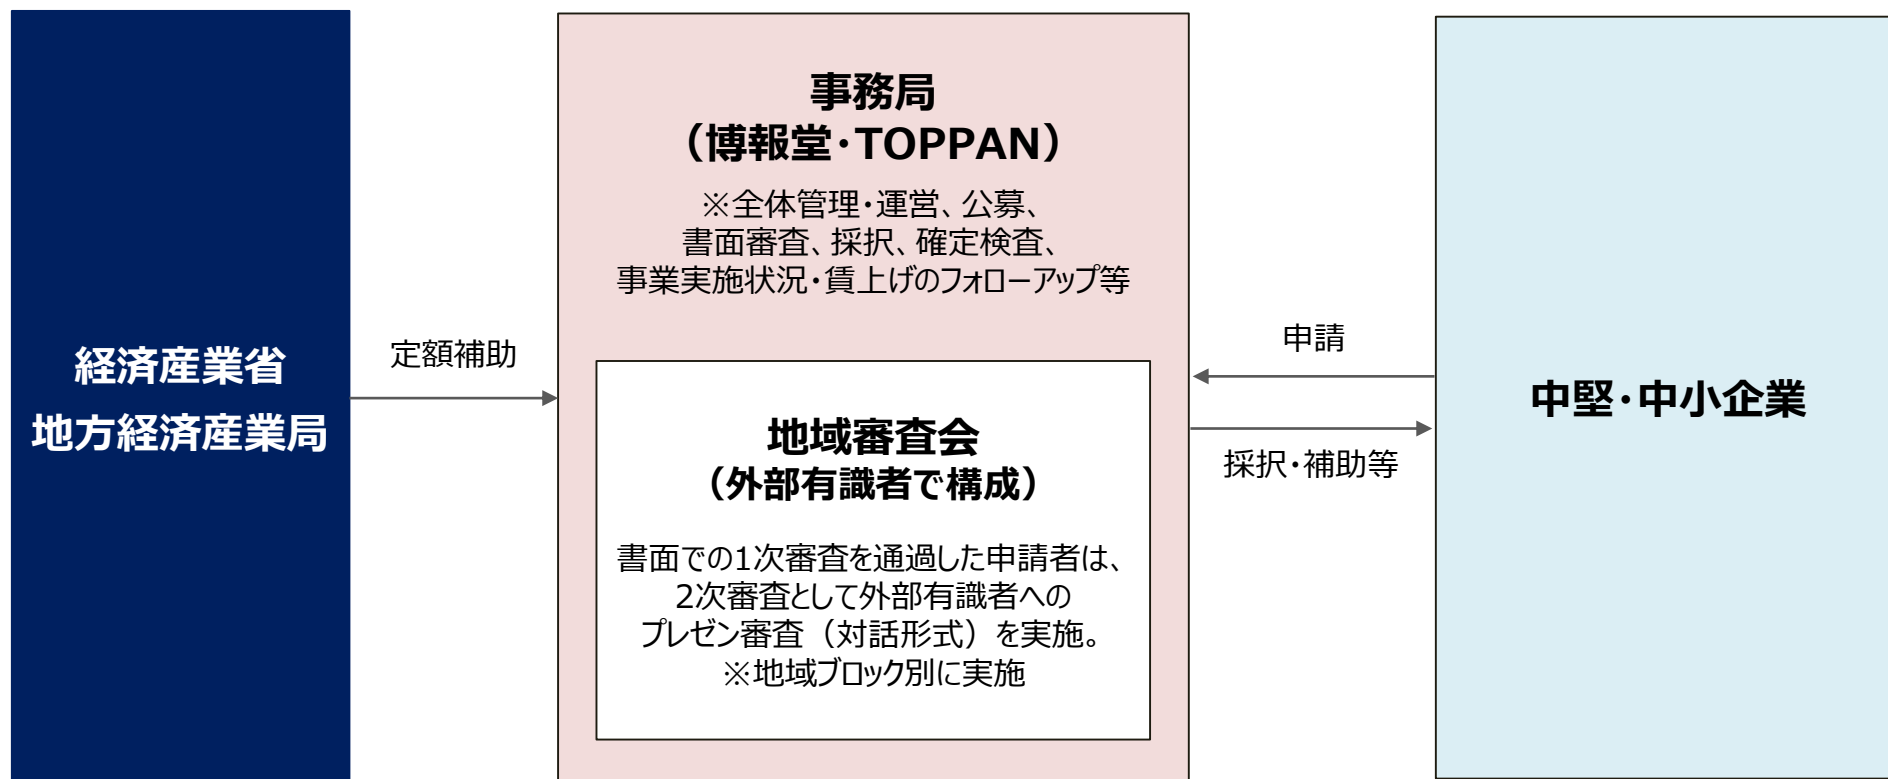 経済産業省
地方経済産業局
定額補助
事務局
（博報堂・TOPPAN）
※全体管理・運営、公募、
書面審査、採択、確定検査、
事業実施状況・賃上げのフォローアップ等
地域審査会
（外部有識者で構成）
書面での1次審査を通過した申請者は、
2次審査として外部有識者への
プレゼン審査（対話形式）を実施。
※地域ブロック別に実施
申請
採択・補助等
中堅・中小企業